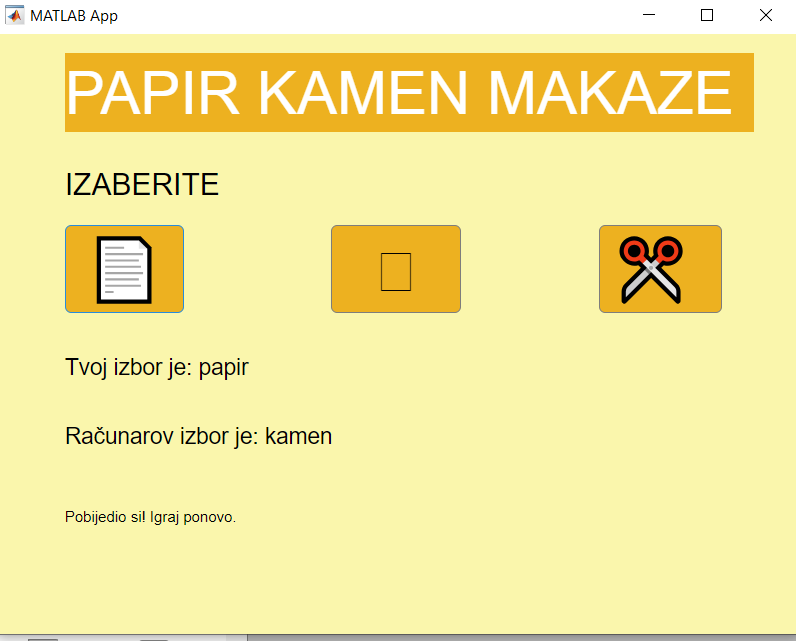 MATLAB App
PAPIR KAMEN MAKAZE
IZABERITE
Tvoj izbor je: papir
Računarov izbor je: kamen
Pobijedio si! Igraj ponovo.